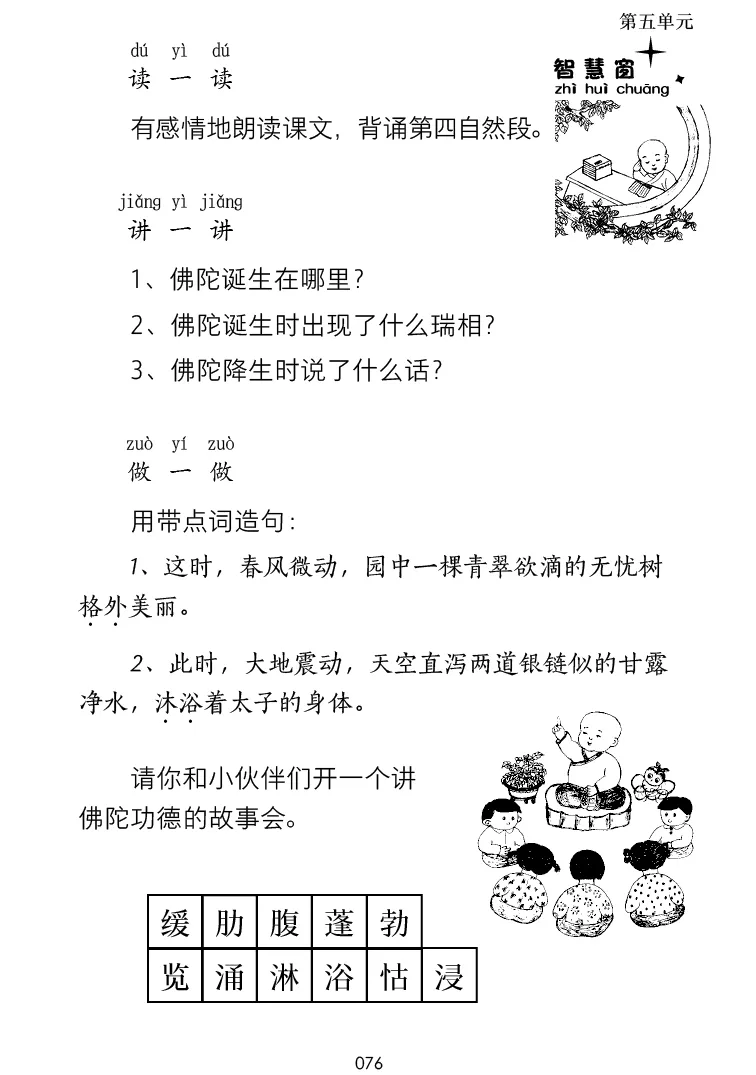 第五单元
智慧窗
zhì huì chuāng
dú yì dú
读 一 读
有感情地朗读课文，背诵第四自然段。
jiǎng yì jiǎng
讲 一 讲
1、佛陀诞生在哪里？
2、佛陀诞生时出现了什么瑞相？
3、佛陀降生时说了什么话？
zuò yí zuò
做 一 做
用带点词造句：
1、这时，春风微动，园中一棵青翠欲滴的无忧树
格外美丽。
2、此时，大地震动，天空直泻两道银链似的甘露
净水，沐浴着太子的身体。
请你和小伙伴们开一个讲
佛陀功德的故事会。
缓 肋 腹 蓬 勃
览 涌 淋 浴 怙 浸
076